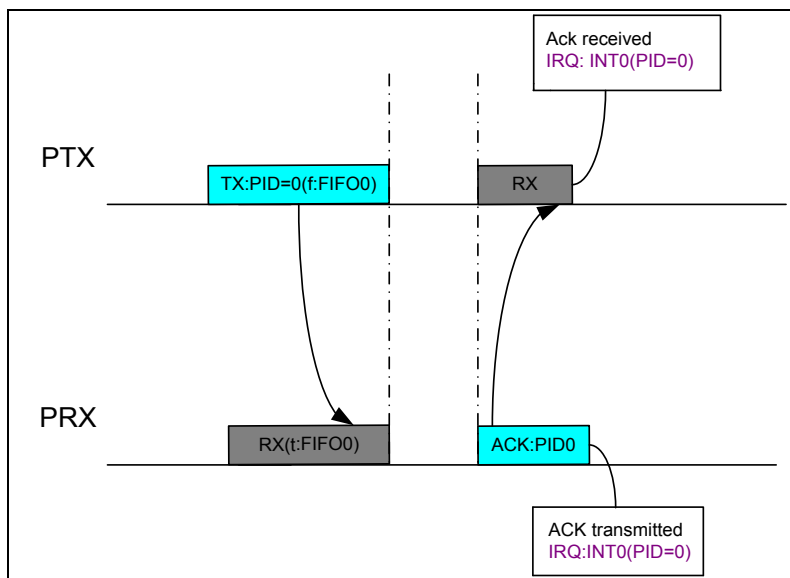 Ack received
IRQ: INT0(PID=0)
PTX
TX:PID=0(f:FIFO0)
RX
PRX
RX(t:FIFO0)
ACK:PID0
ACK transmitted
IRQ:INT0(PID=0)